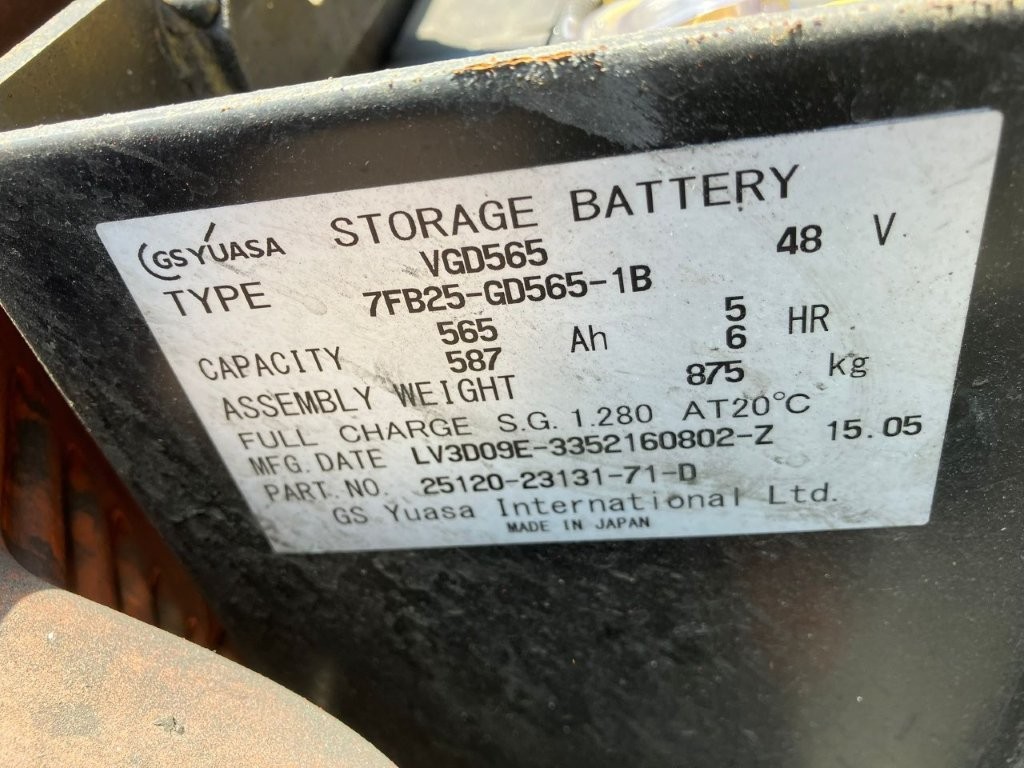 GS YUASA STORAGE BATTERY
VGD565 48 V
TYPE 7FB25-GD565-1B
565 5
CAPACITY 587 Ah 6 HR
ASSEMBLY WEIGHT 875 kg
FULL CHARGE S.G. 1.280 AT20°C
MFG. DATE LV3D09E-3352160802-Z 15.05
PART. NO. 25120-23131-71-D
GS Yuasa International Ltd.
MADE IN JAPAN